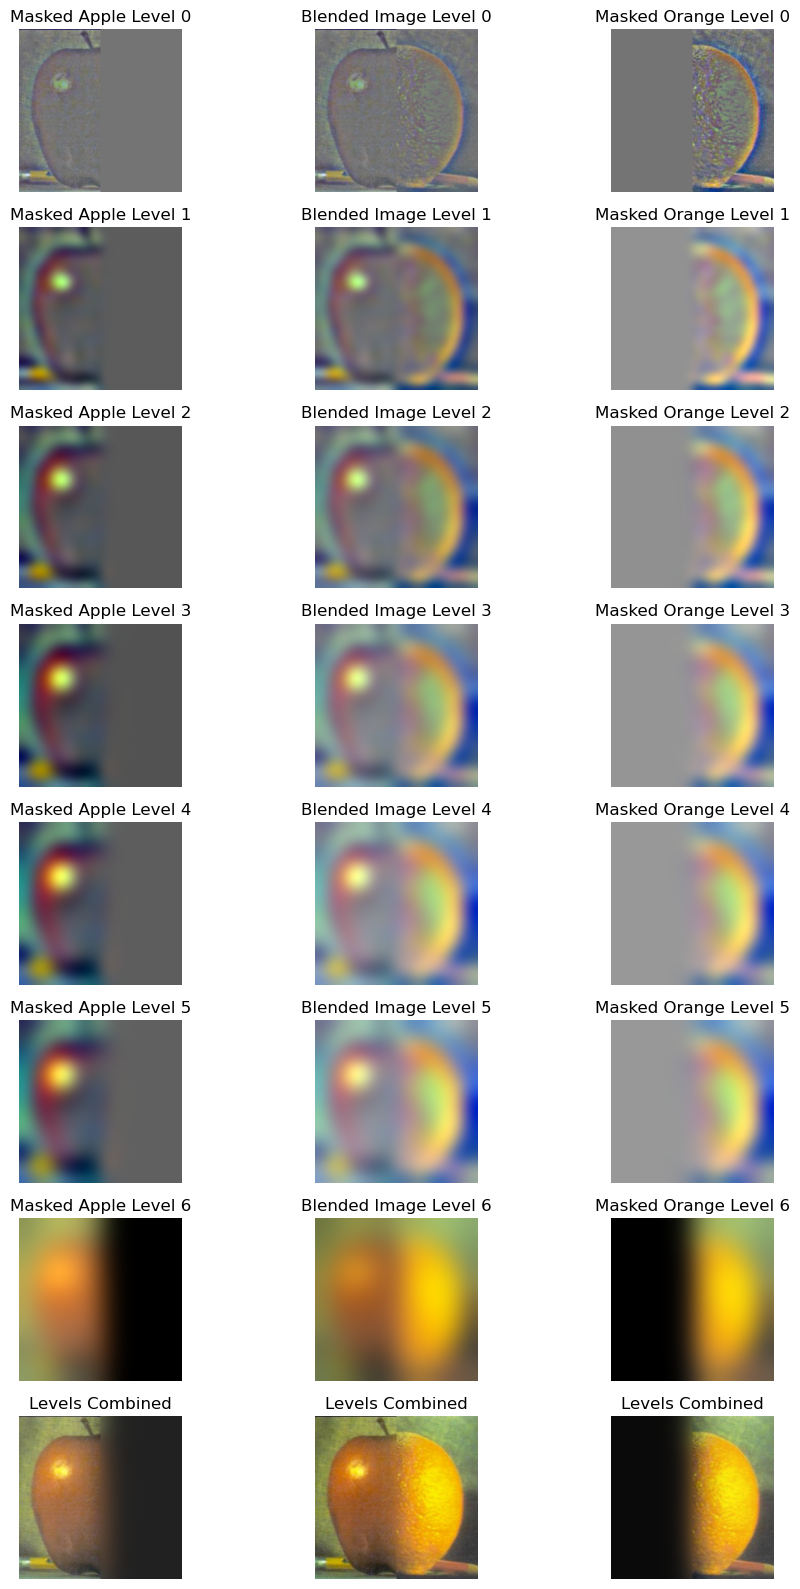 Masked Apple Level 0
Blended Image Level 0
Masked Orange Level 0
Masked Apple Level 1
Blended Image Level 1
Masked Orange Level 1
Masked Apple Level 2
Blended Image Level 2
Masked Orange Level 2
Masked Apple Level 3
Blended Image Level 3
Masked Orange Level 3
Masked Apple Level 4
Blended Image Level 4
Masked Orange Level 4
Masked Apple Level 5
Blended Image Level 5
Masked Orange Level 5
Masked Apple Level 6
Blended Image Level 6
Masked Orange Level 6
Levels Combined
Levels Combined
Levels Combined